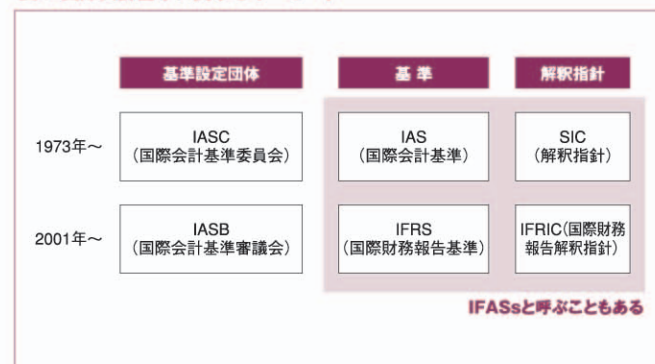 基準設定団体
基 準
解釈指針
1973年～
IASC
(国際会計基準委員会)
IAS
(国際会計基準)
SIC
(解釈指針)
2001年～
IASB
(国際会計基準審議会)
IFRS
(国際財務報告基準)
IFRIC(国際財務
報告解釈指針)
IFASsと呼ぶこともある